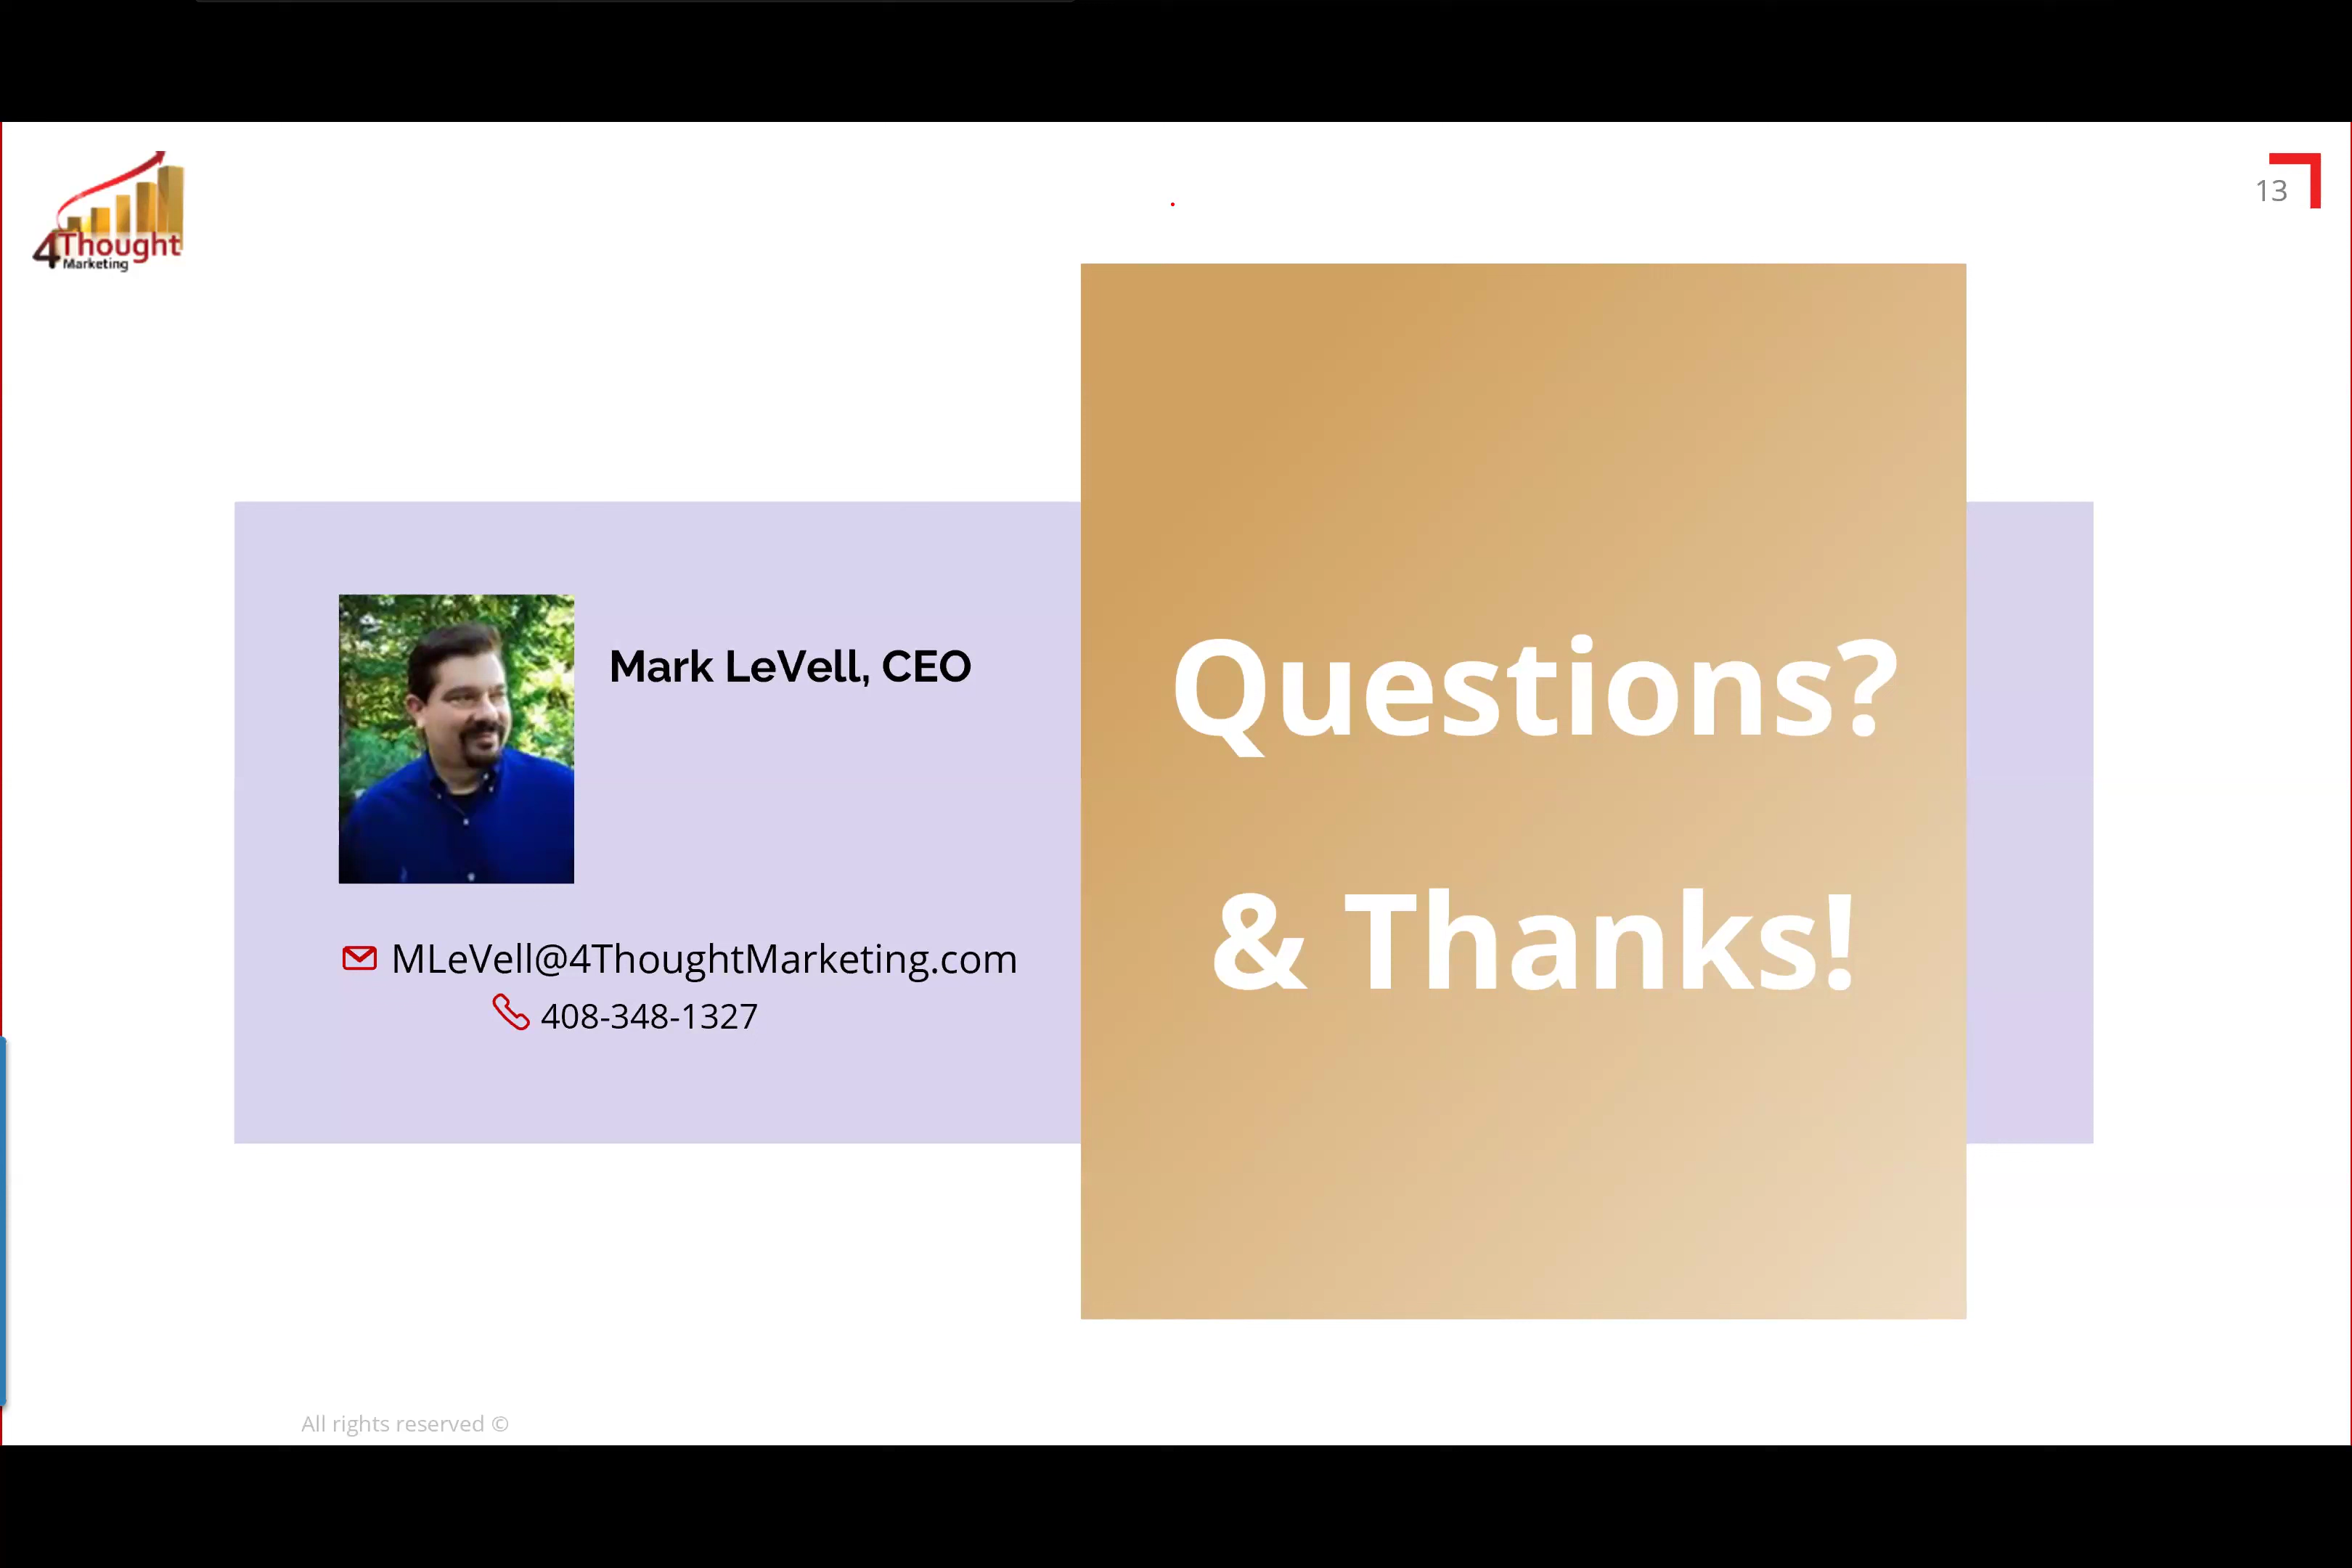 4Thought
Marketing
13
Mark LeVell, CEO
MLeVell@4ThoughtMarketing.com
408-348-1327
Questions?
& Thanks!
All rights reserved ©